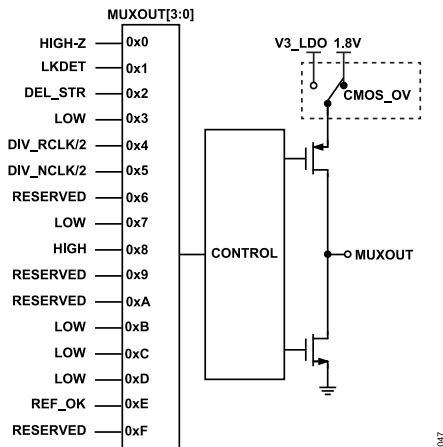 MUXOUT[3:0]
V3_LDO 1.8V
CMOS_OV
HIGH-Z 0x0
LKDET 0x1
DEL_STR 0x2
LOW 0x3
DIV_RCLK/2 0x4
DIV_NCLK/2 0x5
RESERVED 0x6
LOW 0x7
HIGH 0x8
RESERVED 0x9
RESERVED 0xA
LOW 0xB
LOW 0xC
LOW 0xD
REF_OK 0xE
RESERVED 0xF
CONTROL
MUXOUT
047